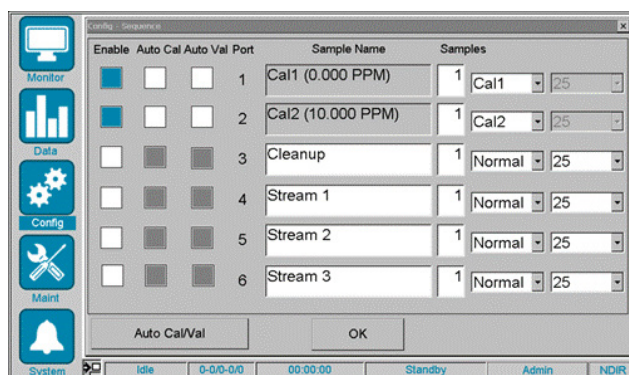 Config - Sequence
Enable Auto Cal Auto Val Port Sample Name Samples
1 Cal1 (0.000 PPM) 1 Cal1 25
2 Cal2 (10.000 PPM) 1 Cal2 25
3 Cleanup 1 Normal 25
4 Stream 1 1 Normal 25
5 Stream 2 1 Normal 25
6 Stream 3 1 Normal 25
Auto Cal/Val OK
Monitor
Data
Config
Maint
System
Idle 0-0/0-0/0 00:00:00 Standby Admin NDIR